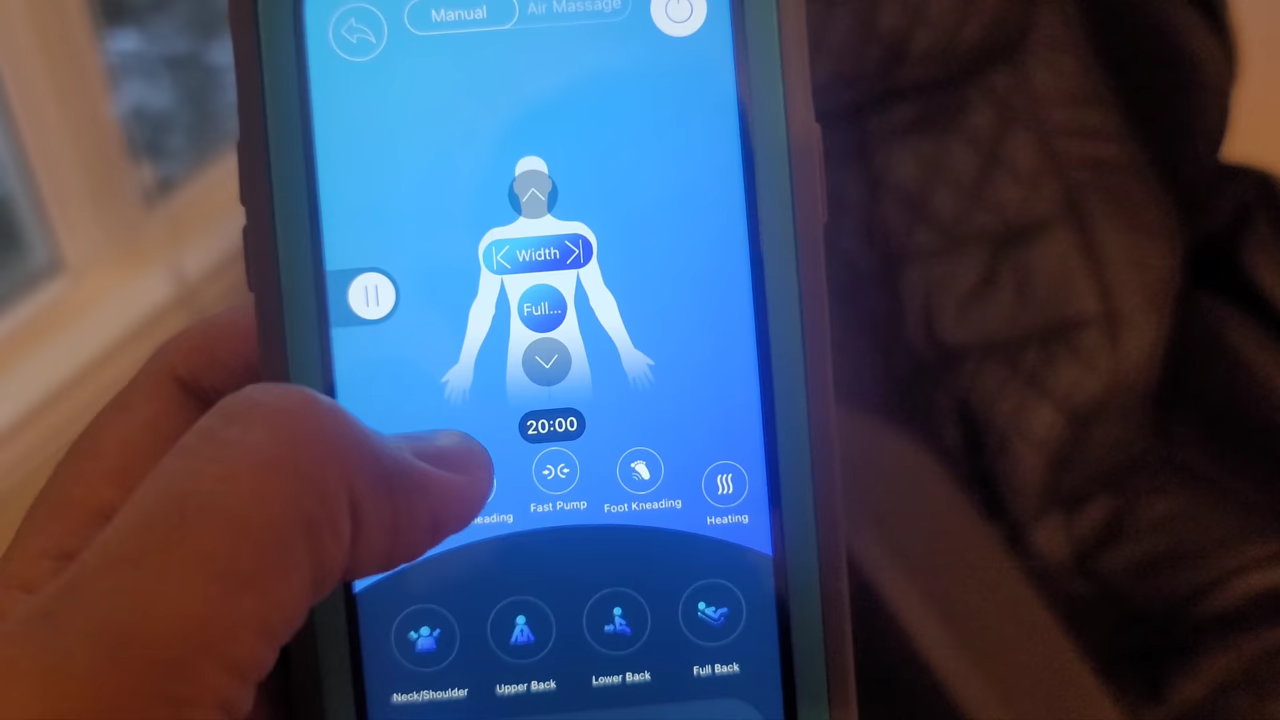 Manual
Air Massage
Width
Full...
20:00
Fast Pump
Foot Kneading
Heating
Neck/Shoulder
Upper Back
Lower Back
Full Back